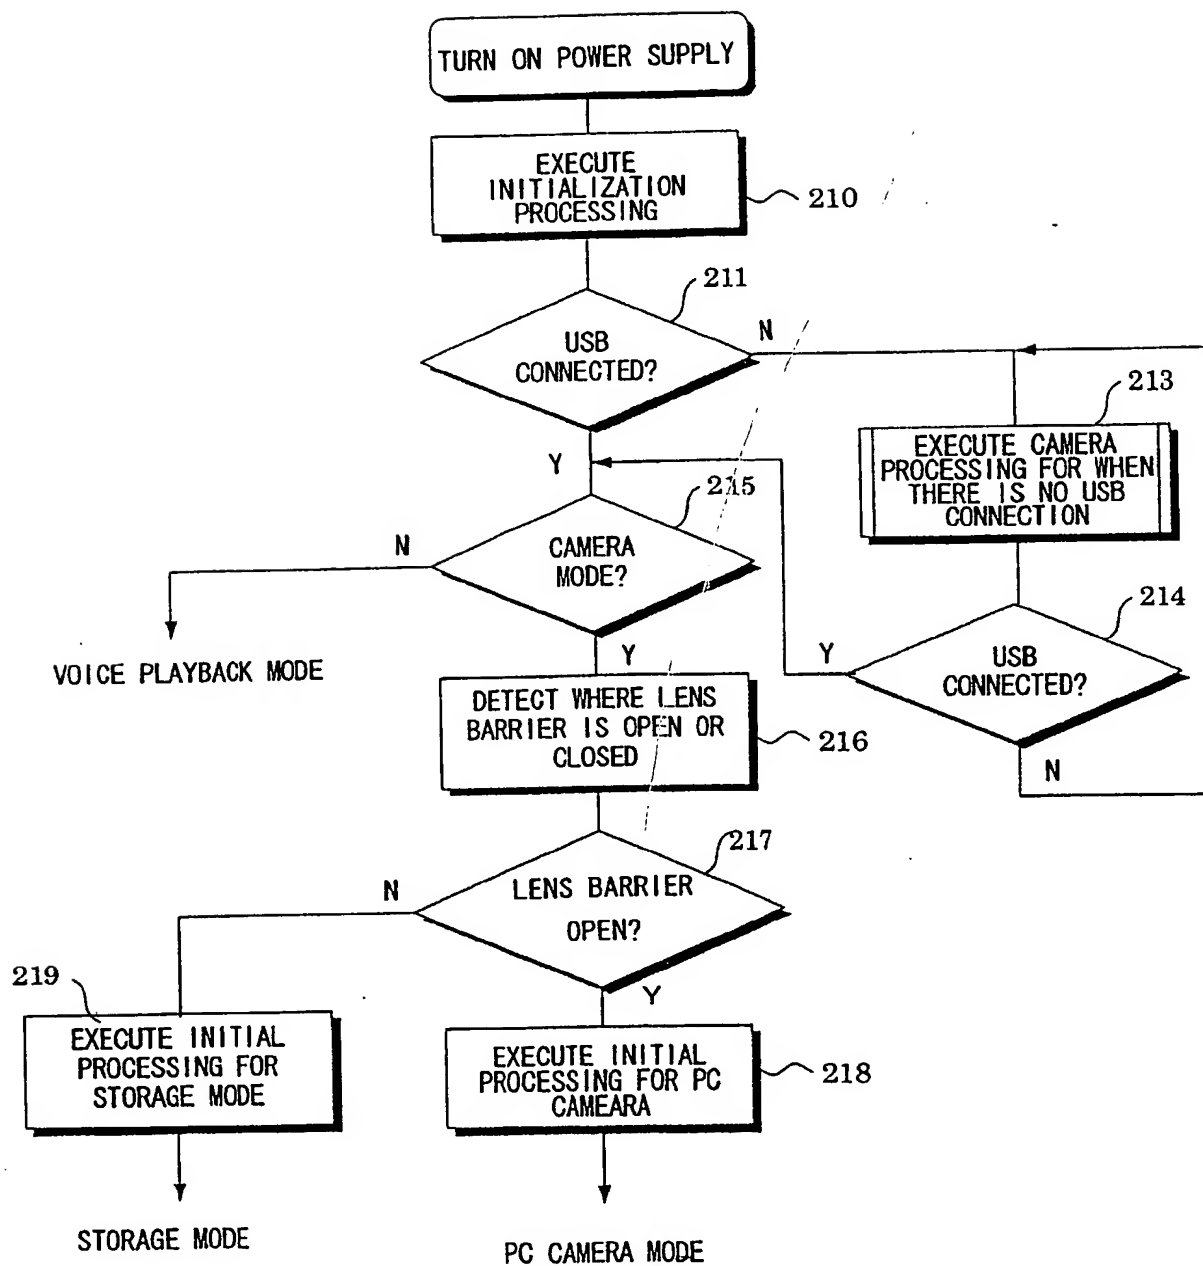 TURN ON POWER SUPPLY
EXECUTE
INITIALIZATION
PROCESSING
210
211
USB
CONNECTED?
N
213
EXECUTE CAMERA
PROCESSING FOR WHEN
THERE IS NO USB
CONNECTION
Y
215
CAMERA
MODE?
N
VOICE PLAYBACK MODE
214
USB
CONNECTED?
Y
N
Y
DETECT WHERE LENS
BARRIER IS OPEN OR
CLOSED
216
217
LENS BARRIER
OPEN?
N
Y
219
EXECUTE INITIAL
PROCESSING FOR
STORAGE MODE
EXECUTE INITIAL
PROCESSING FOR PC
CAMEARA
218
STORAGE MODE
PC CAMERA MODE